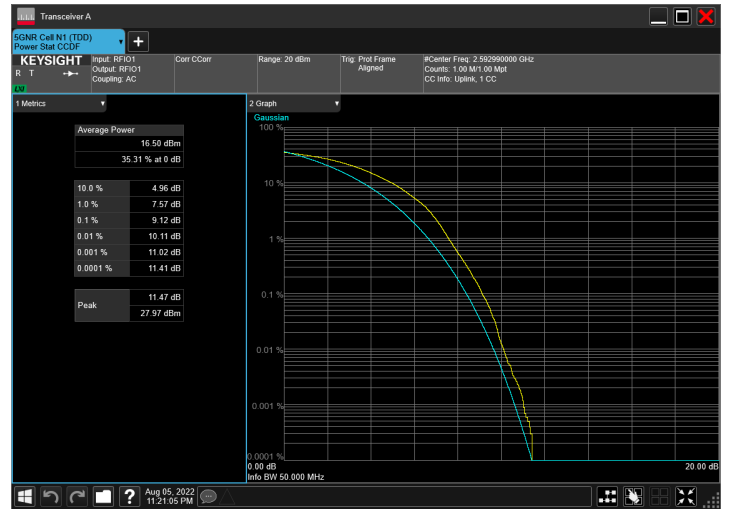 Transceiver A
5GNR Cell N1 (TDD)
Power Stat CCDF
KEYSIGHT
R T
LXI
Input: RFIO1
Output: RFIO1
Coupling: AC
Corr CCorr
Range: 20 dBm
Trig: Prot Frame
Aligned
#Center Freq: 2.592990000 GHz
Counts: 1.00 M/1.00 Mpt
CC Info: Uplink, 1 CC
1 Metrics
Average Power
16.50 dBm
35.31 % at 0 dB
10.0 % 4.96 dB
1.0 % 7.57 dB
0.1 % 9.12 dB
0.01 % 10.11 dB
0.001 % 11.02 dB
0.0001 % 11.41 dB
Peak
11.47 dB
27.97 dBm
2 Graph
Gaussian
100 %
10 %
1 %
0.1 %
0.01 %
0.001 %
0.0001 %
0.00 dB
20.00 dB
Info BW 50.000 MHz
?
Aug 05, 2022
11:21:05 PM